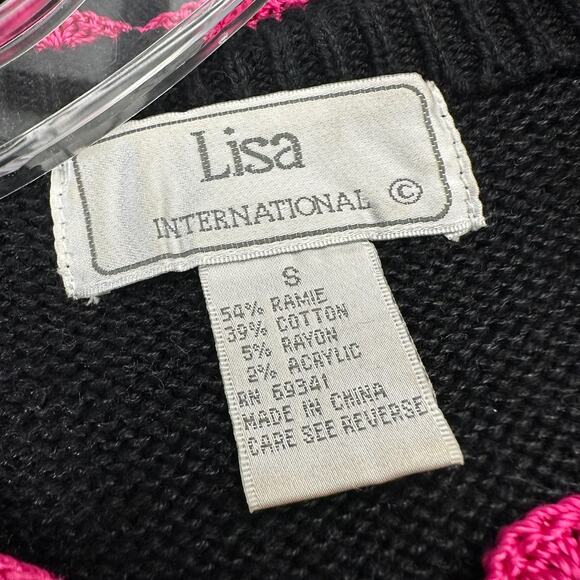 Lisa
INTERNATIONAL ©
S
54% RAMIE
39% COTTON
5% RAYON
2% ACRYLIC
RN 69341
MADE IN CHINA
CARE SEE REVERSE